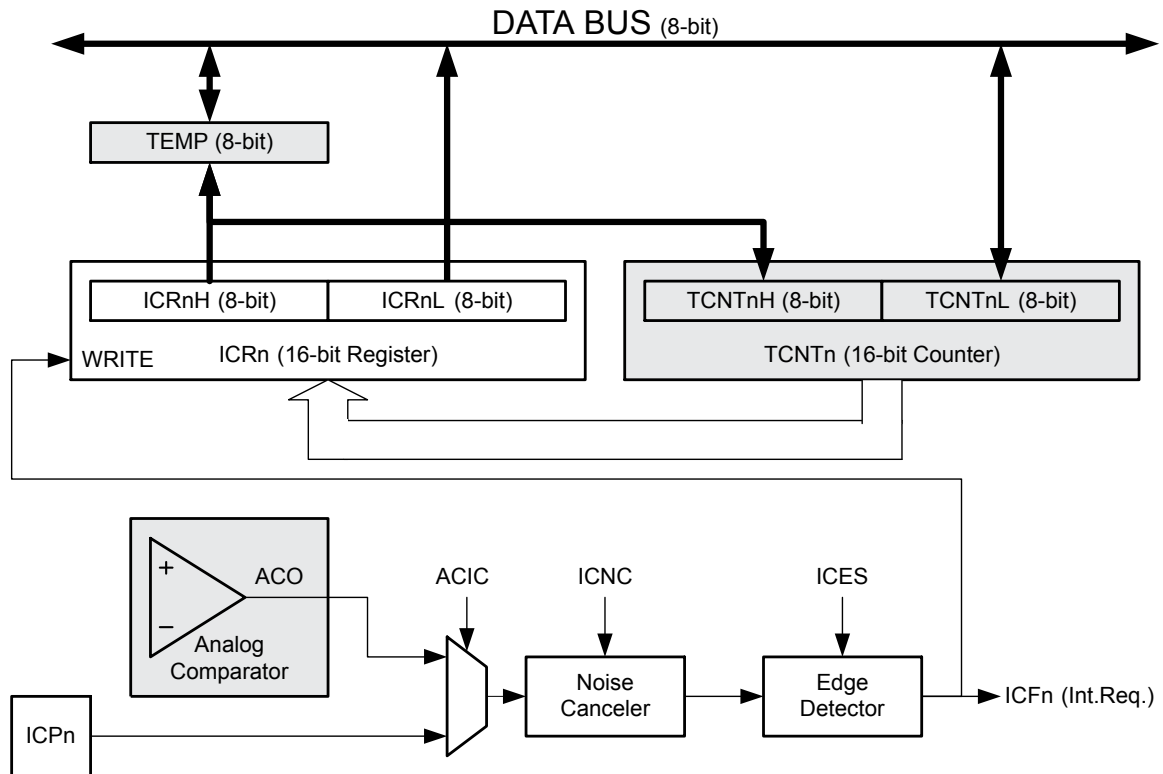 DATA BUS (8-bit)
TEMP (8-bit)
ICRnH (8-bit)
ICRnL (8-bit)
TCNTnH (8-bit)
TCNTnL (8-bit)
WRITE
ICRn (16-bit Register)
TCNTn (16-bit Counter)
+
ACO
−
Analog
Comparator
ACIC
ICNC
ICES
Noise
Canceler
Edge
Detector
ICFn (Int.Req.)
ICPn